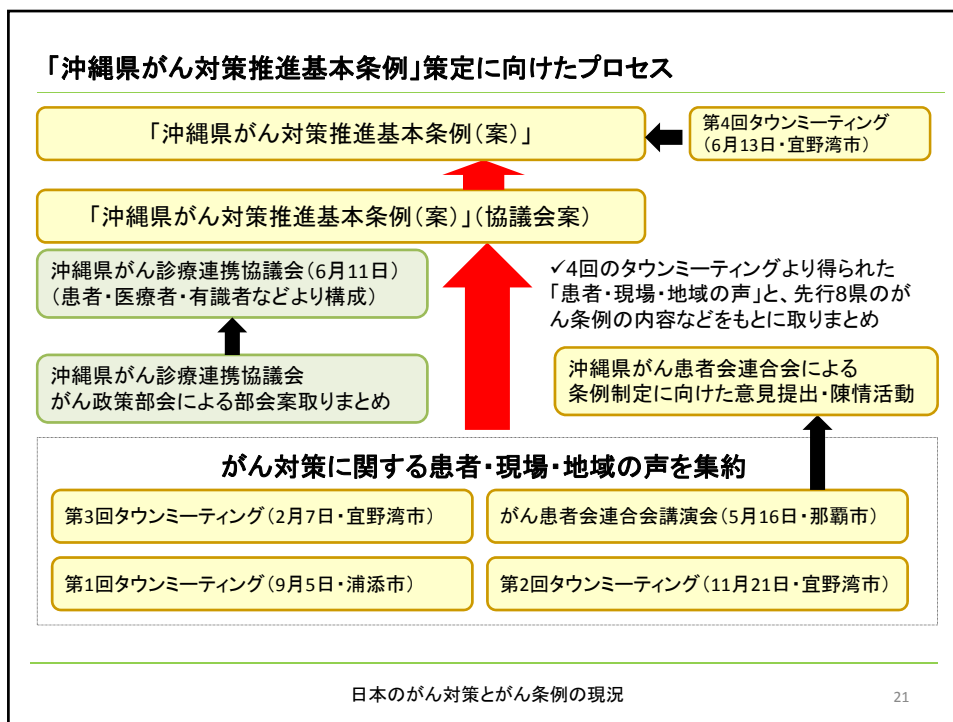 「沖縄県がん対策推進基本条例」策定に向けたプロセス
「沖縄県がん対策推進基本条例(案)」
第4回タウンミーティング
(6月13日・宜野湾市)
「沖縄県がん対策推進基本条例(案)」(協議会案)
沖縄県がん診療連携協議会(6月11日)
(患者・医療者・有識者などより構成)
✓4回のタウンミーティングより得られた
「患者・現場・地域の声」と、先行8県のが
ん条例の内容などをもとに取りまとめ
沖縄県がん診療連携協議会
がん政策部会による部会案取りまとめ
沖縄県がん患者会連合会による
条例制定に向けた意見提出・陳情活動
がん対策に関する患者・現場・地域の声を集約
第3回タウンミーティング(2月7日・宜野湾市)
がん患者会連合会講演会(5月16日・那覇市)
第1回タウンミーティング(9月5日・浦添市)
第2回タウンミーティング(11月21日・宜野湾市)
日本のがん対策とがん条例の現況
21